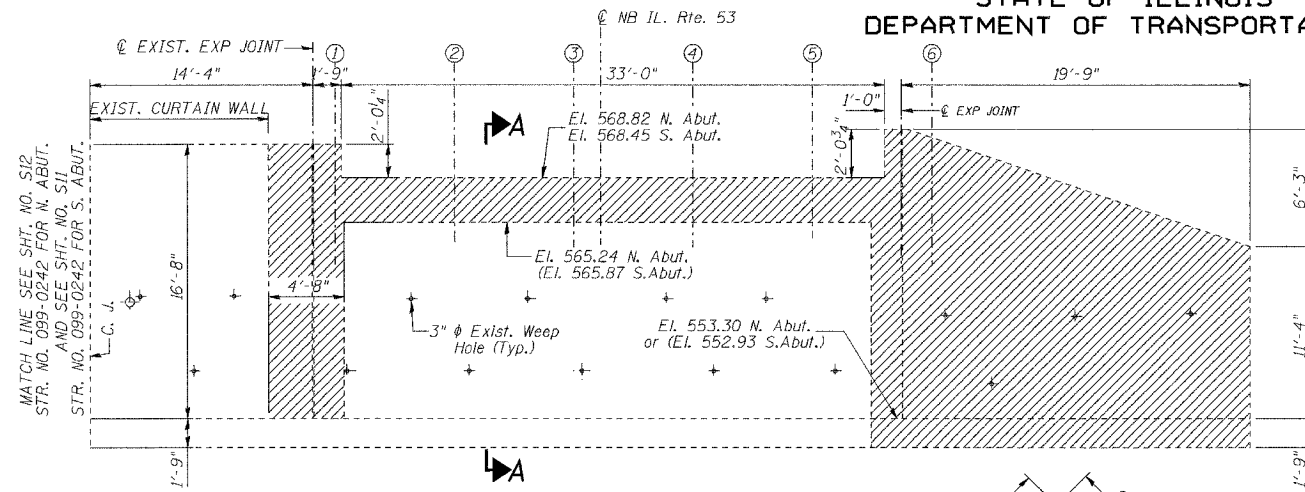 STATE OF ILLINOIS
DEPARTMENT OF TRANSPORTA
℄ NB IL. Rte. 53
℄ EXIST. EXP JOINT
1
2
3
4
5
6
14'-4"
1'-9"
33'-0"
19'-9"
1'-0"
℄ EXP JOINT
EXIST. CURTAIN WALL
2'-0¼"
A
El. 568.82 N. Abut.
El. 568.45 S. Abut.
2'-0¾"
6'-3"
MATCH LINE SEE SHT. NO. S12
STR. NO. 099-0242 FOR N. ABUT.
AND SEE SHT. NO. S11
STR. NO. 099-0242 FOR S. ABUT.
C. J.
16'-8"
El. 565.24 N. Abut.
(El. 565.87 S.Abut.)
4'-8"
3" ϕ Exist. Weep
Hole (Typ.)
El. 553.30 N. Abut.
or (El. 552.93 S.Abut.)
11'-4"
1'-9"
A
1'-9"